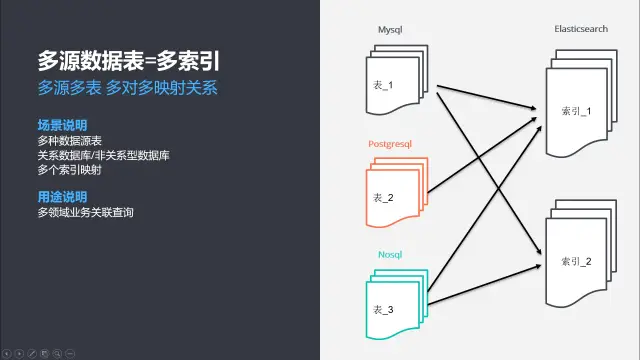 多源数据表=多索引
多源多表 多对多映射关系
场景说明
多种数据源表
关系数据库/非关系型数据库
多个索引映射
用途说明
多领域业务关联查询
Mysql
表_1
Postgresql
表_2
Nosql
表_3
Elasticsearch
索引_1
索引_2